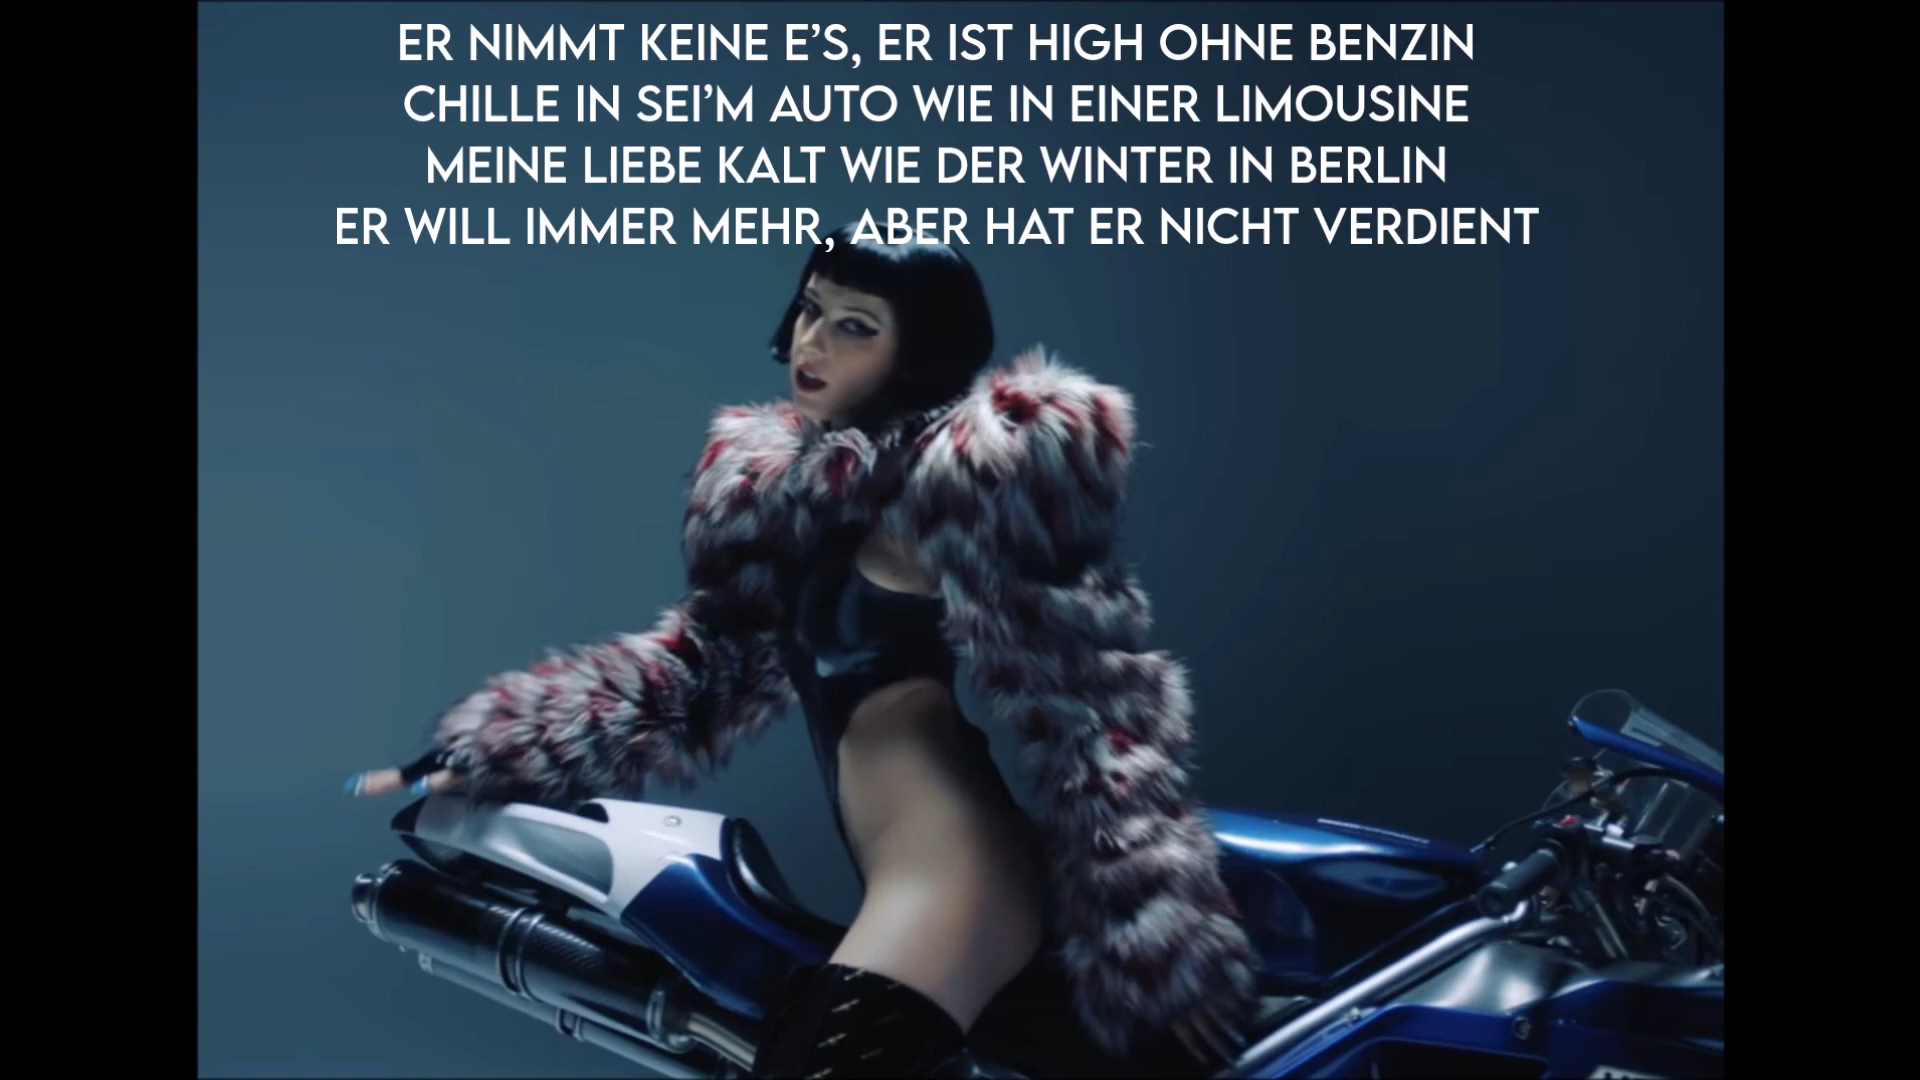 ER NIMMT KEINE E'S, ER IST HIGH OHNE BENZIN
CHILLE IN SEI'M AUTO WIE IN EINER LIMOUSINE
MEINE LIEBE KALT WIE DER WINTER IN BERLIN
ER WILL IMMER MEHR, ABER HAT ER NICHT VERDIENT